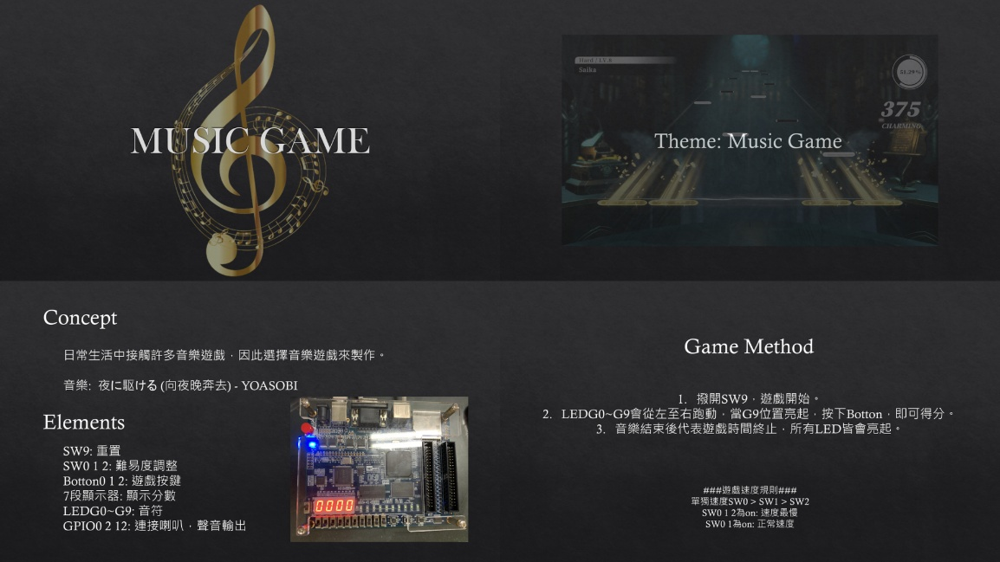 MUSIC GAME
Hard / LV.8
Saika
51.29%
375
CHARMING
Theme: Music Game
Concept
日常生活中接觸許多音樂遊戲，因此選擇音樂遊戲來製作。
音樂: 夜に駆ける (向夜晚奔去) - YOASOBI
Elements
SW9: 重置
SW0 1 2: 難易度調整
Botton0 1 2: 遊戲按鍵
7段顯示器: 顯示分數
LEDG0~G9: 音符
GPIO0 2 12: 連接喇叭，聲音輸出
0000
Game Method
1. 撥開SW9，遊戲開始。
2. LEDG0~G9會從左至右跑動，當G9位置亮起，按下Botton，即可得分。
3. 音樂結束後代表遊戲時間終止，所有LED皆會亮起。
###遊戲速度規則###
單獨速度SW0 > SW1 > SW2
SW0 1 2為on: 速度最慢
SW0 1為on: 正常速度